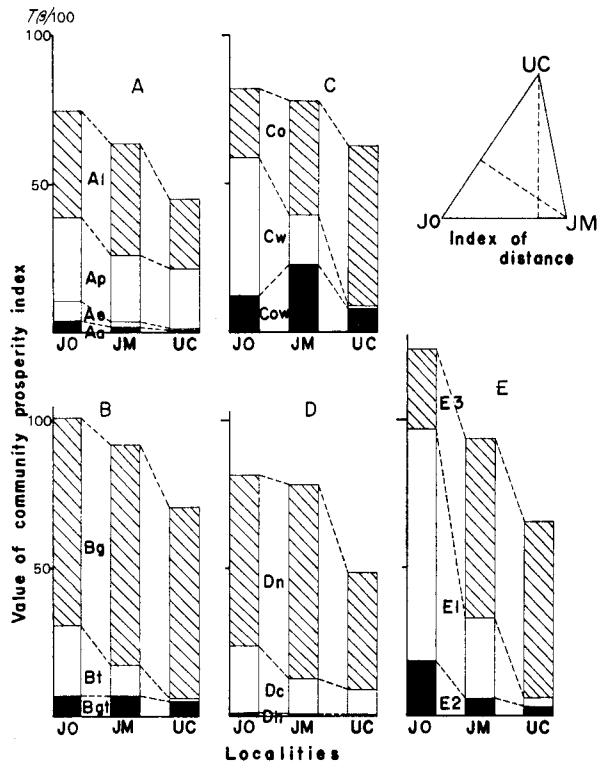 Tβ/100
100
A
C
UC
Al
Co
50
JO
JM
Index of distance
Ap
Cw
Ae
Aa
Cow
JO JM UC
JO JM UC
Value of community prosperity index
B
D
E
100
E3
Bg
Dn
50
E1
Bt
Dc
Bgt
Dh
E2
JO JM UC
JO JM UC
JO JM UC
Localities